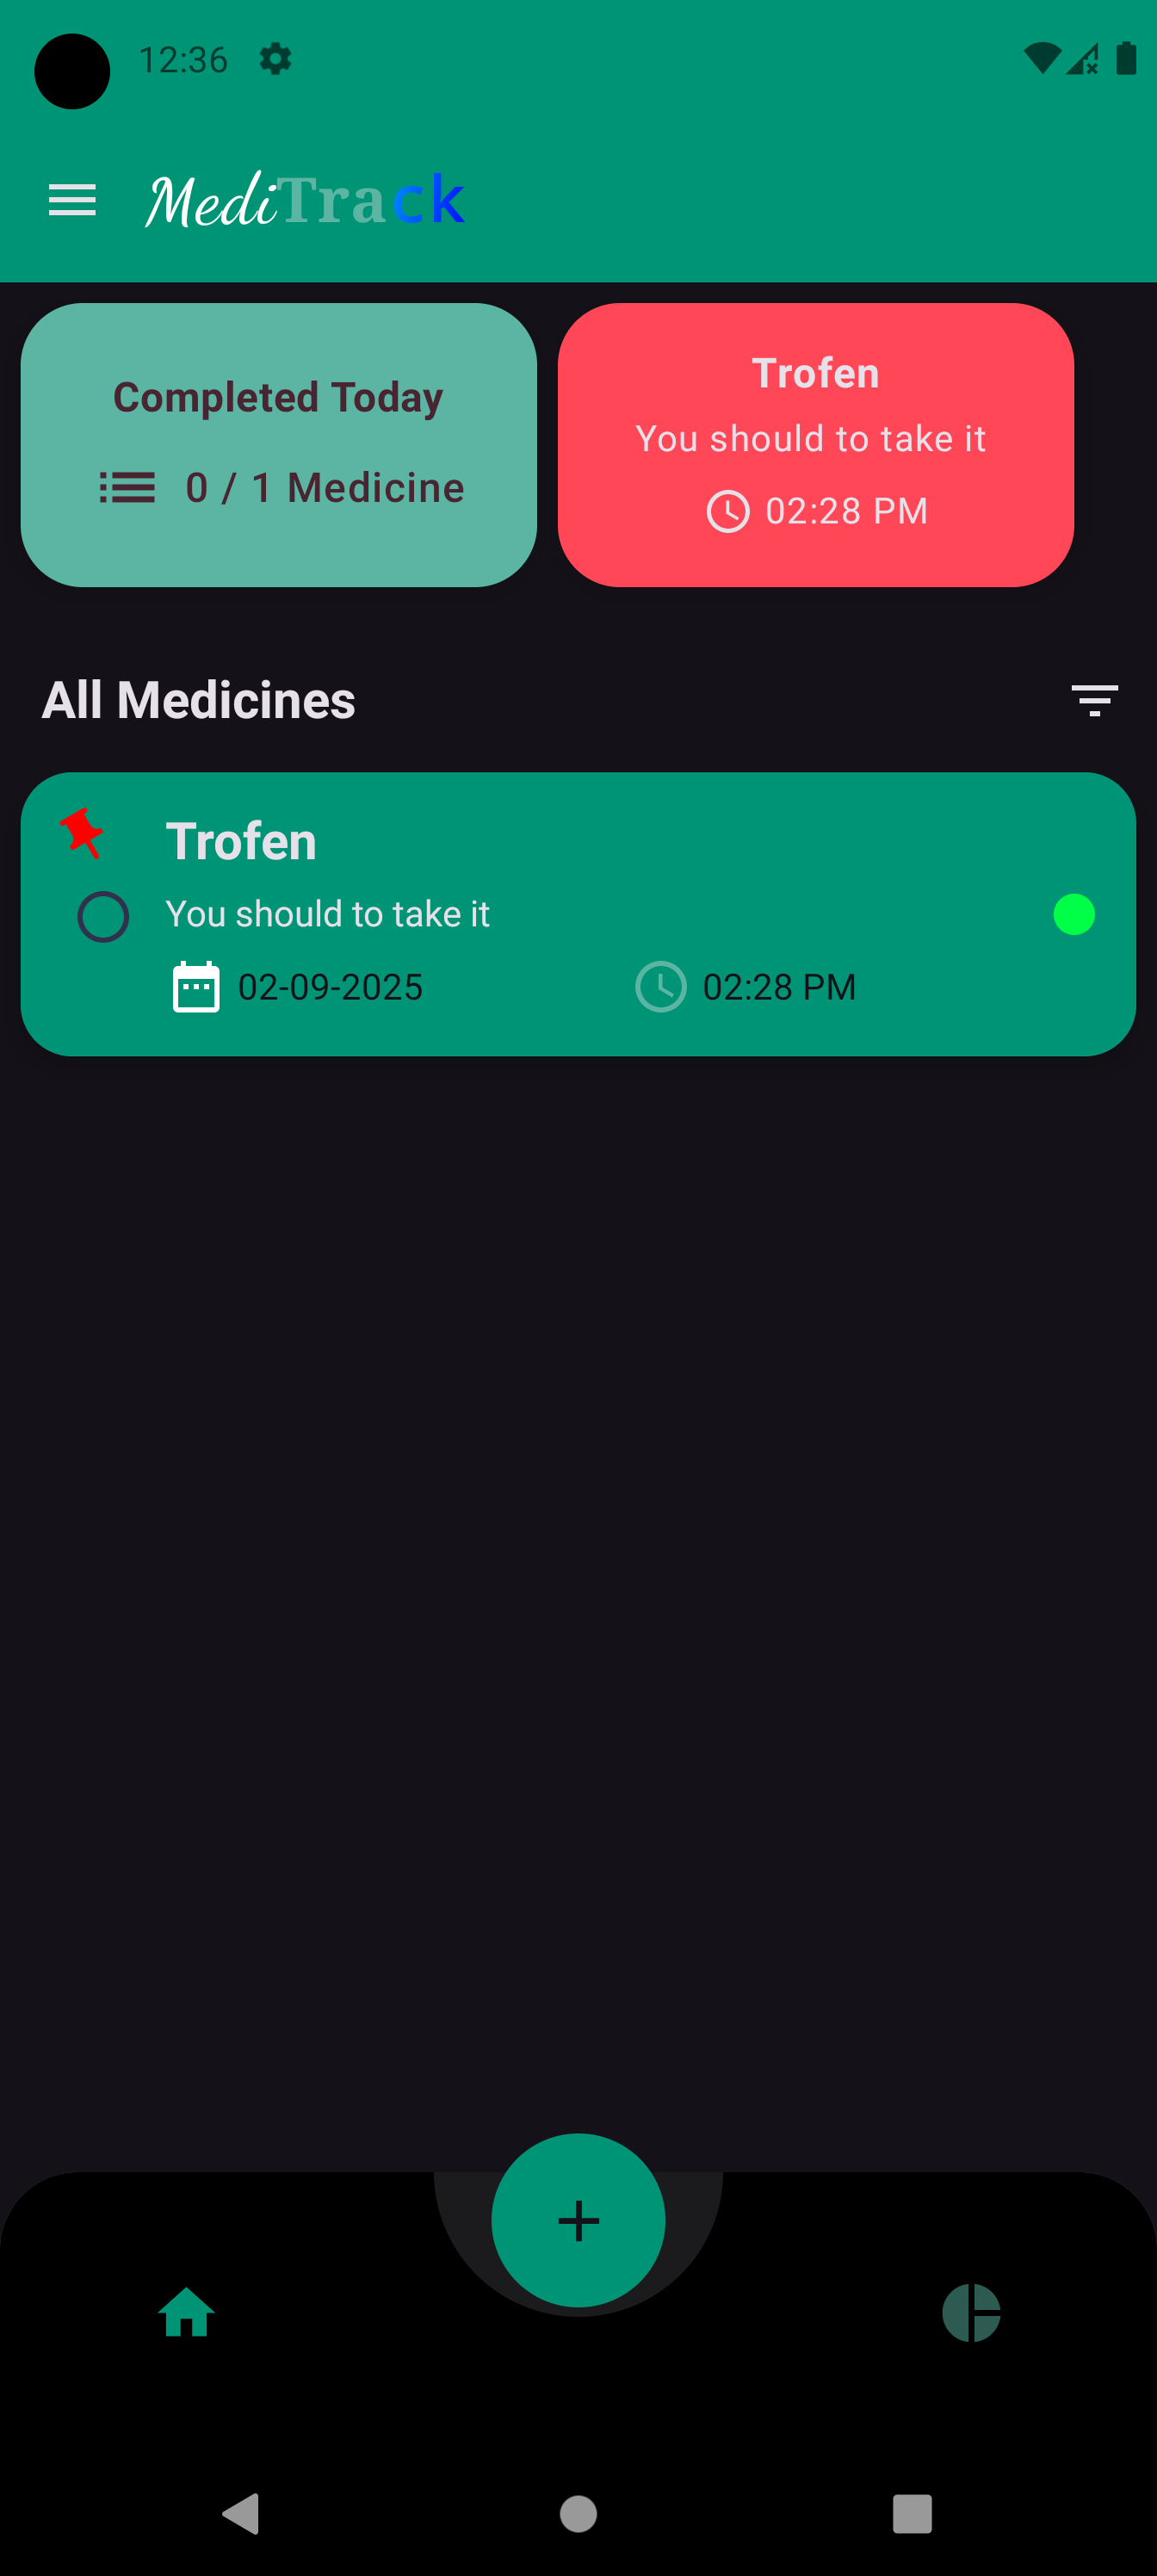 12:36
MediTrack
Completed Today
0 / 1 Medicine
Trofen
You should to take it
02:28 PM
All Medicines
Trofen
You should to take it
02-09-2025
02:28 PM